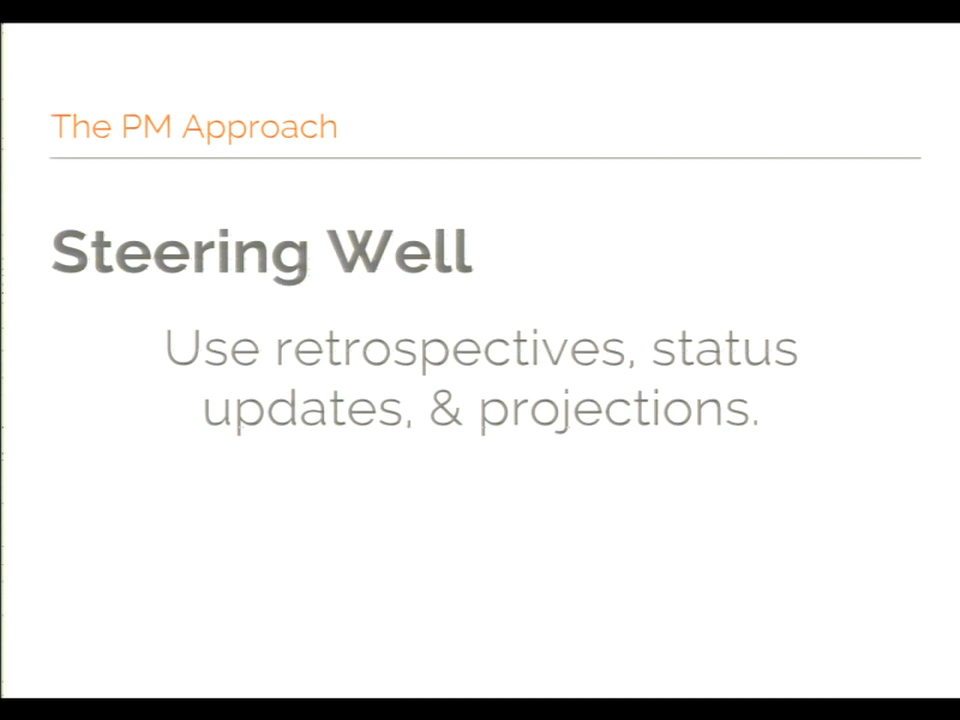 The PM Approach
Steering Well
Use retrospectives, status
updates, & projections.